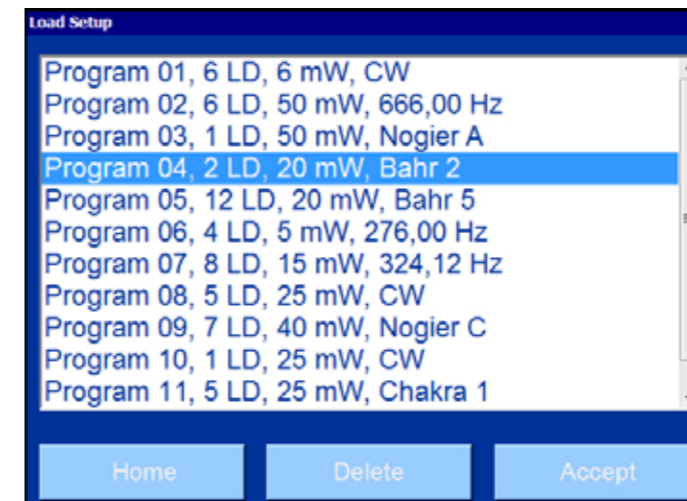 Load Setup
Program 01, 6 LD, 6 mW, CW
Program 02, 6 LD, 50 mW, 666,00 Hz
Program 03, 1 LD, 50 mW, Nogier A
Program 04, 2 LD, 20 mW, Bahr 2
Program 05, 12 LD, 20 mW, Bahr 5
Program 06, 4 LD, 5 mW, 276,00 Hz
Program 07, 8 LD, 15 mW, 324,12 Hz
Program 08, 5 LD, 25 mW, CW
Program 09, 7 LD, 40 mW, Nogier C
Program 10, 1 LD, 25 mW, CW
Program 11, 5 LD, 25 mW, Chakra 1
Home Delete Accept